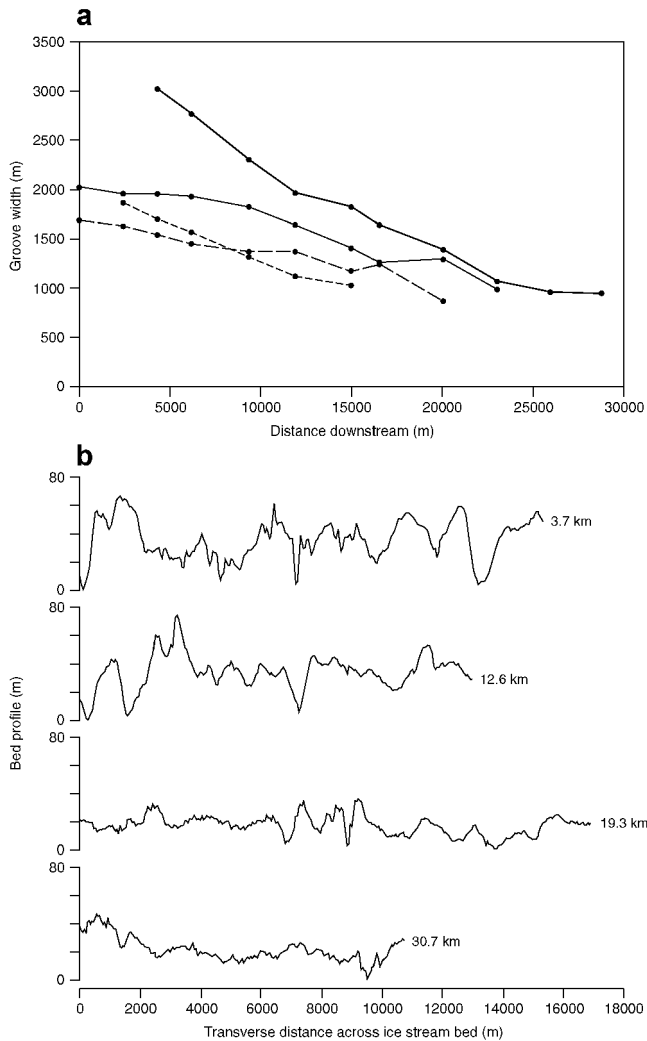 a
3500
3000
2500
2000
1500
1000
500
0
Groove width (m)
0 5000 10000 15000 20000 25000 30000
Distance downstream (m)
b
80
0
3.7 km
80
0
12.6 km
Bed profile (m)
80
0
19.3 km
80
0
30.7 km
0 2000 4000 6000 8000 10000 12000 14000 16000 18000
Transverse distance across ice stream bed (m)